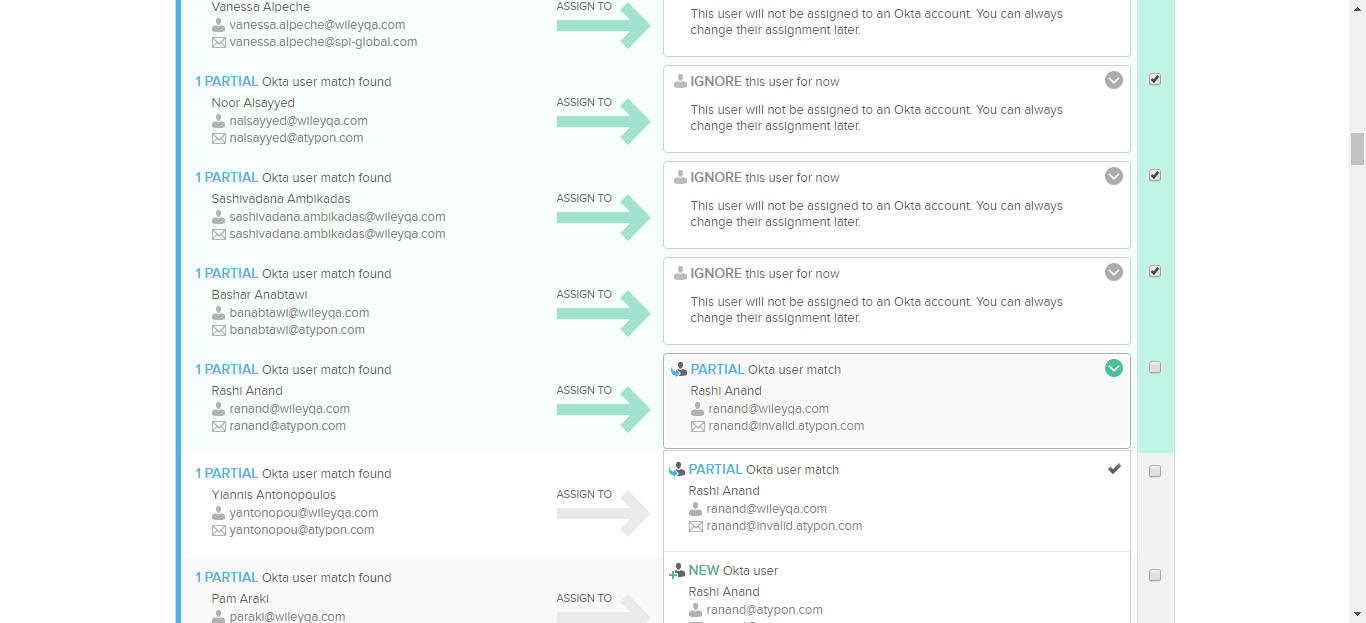 Vanessa Alpeche
vanessa.alpeche@wileyqa.com
vanessa.alpeche@spi-global.com
ASSIGN TO
This user will not be assigned to an Okta account. You can always
change their assignment later.
1 PARTIAL Okta user match found
Noor Alsayyed
nalsayyed@wileyqa.com
nalsayyed@atypon.com
ASSIGN TO
IGNORE this user for now
This user will not be assigned to an Okta account. You can always
change their assignment later.
1 PARTIAL Okta user match found
Sashivadana Ambikadas
sashivadana.ambikadas@wileyqa.com
sashivadana.ambikadas@wileyqa.com
ASSIGN TO
IGNORE this user for now
This user will not be assigned to an Okta account. You can always
change their assignment later.
1 PARTIAL Okta user match found
Bashar Anabtawi
banabtawi@wileyqa.com
banabtawi@atypon.com
ASSIGN TO
IGNORE this user for now
This user will not be assigned to an Okta account. You can always
change their assignment later.
1 PARTIAL Okta user match found
Rashi Anand
ranand@wileyqa.com
ranand@atypon.com
ASSIGN TO
PARTIAL Okta user match
Rashi Anand
ranand@wileyqa.com
ranand@invalid.atypon.com
1 PARTIAL Okta user match found
Yiannis Antonopoulos
yantonopou@wileyqa.com
yantonopou@atypon.com
ASSIGN TO
PARTIAL Okta user match
Rashi Anand
ranand@wileyqa.com
ranand@invalid.atypon.com
1 PARTIAL Okta user match found
Pam Araki
paraki@wileyqa.com
ASSIGN TO
NEW Okta user
Rashi Anand
ranand@atypon.com